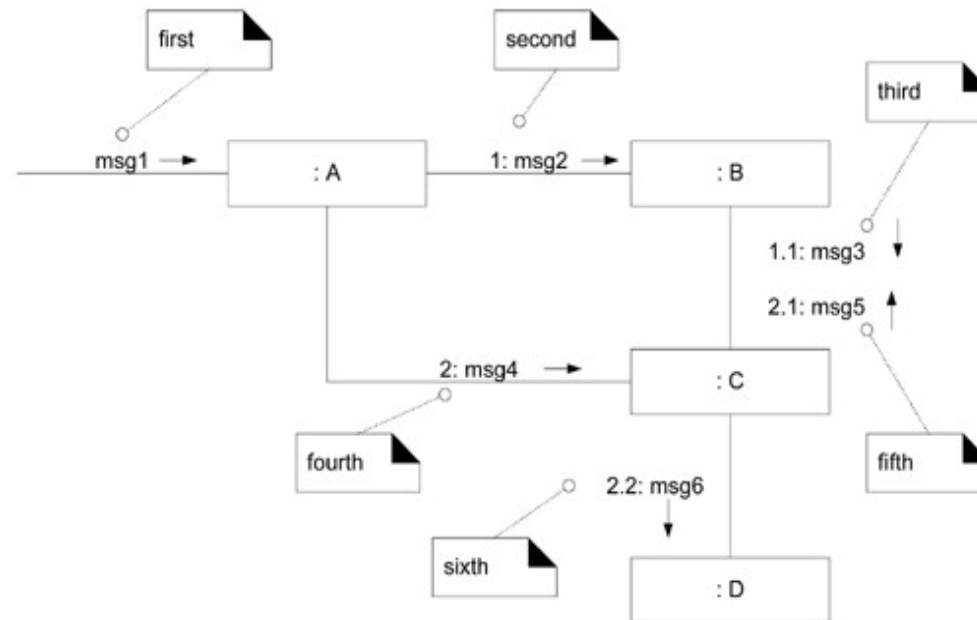 first
second
third
msg1
: A
1: msg2
: B
1.1: msg3
2.1: msg5
2: msg4
: C
fourth
fifth
2.2: msg6
sixth
: D